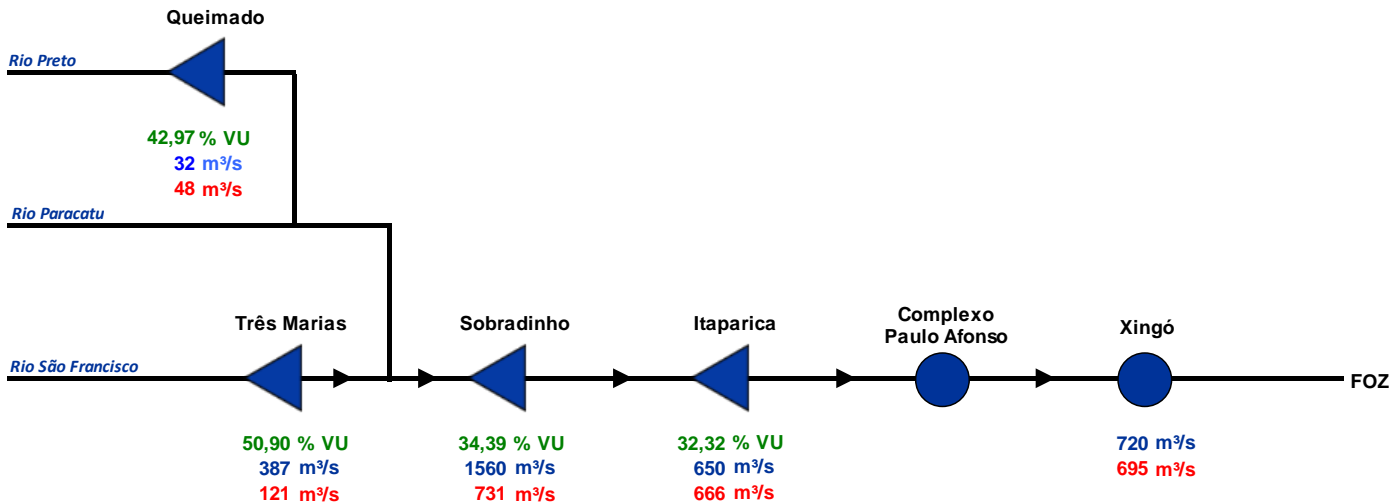 Queimado
Rio Preto
42,97 % VU
32 m³/s
48 m³/s
Rio Paracatu
Três Marias
Sobradinho
Itaparica
Complexo
Paulo Afonso
Xingó
Rio São Francisco
FOZ
50,90 % VU
387 m³/s
121 m³/s
34,39 % VU
1560 m³/s
731 m³/s
32,32 % VU
650 m³/s
666 m³/s
720 m³/s
695 m³/s